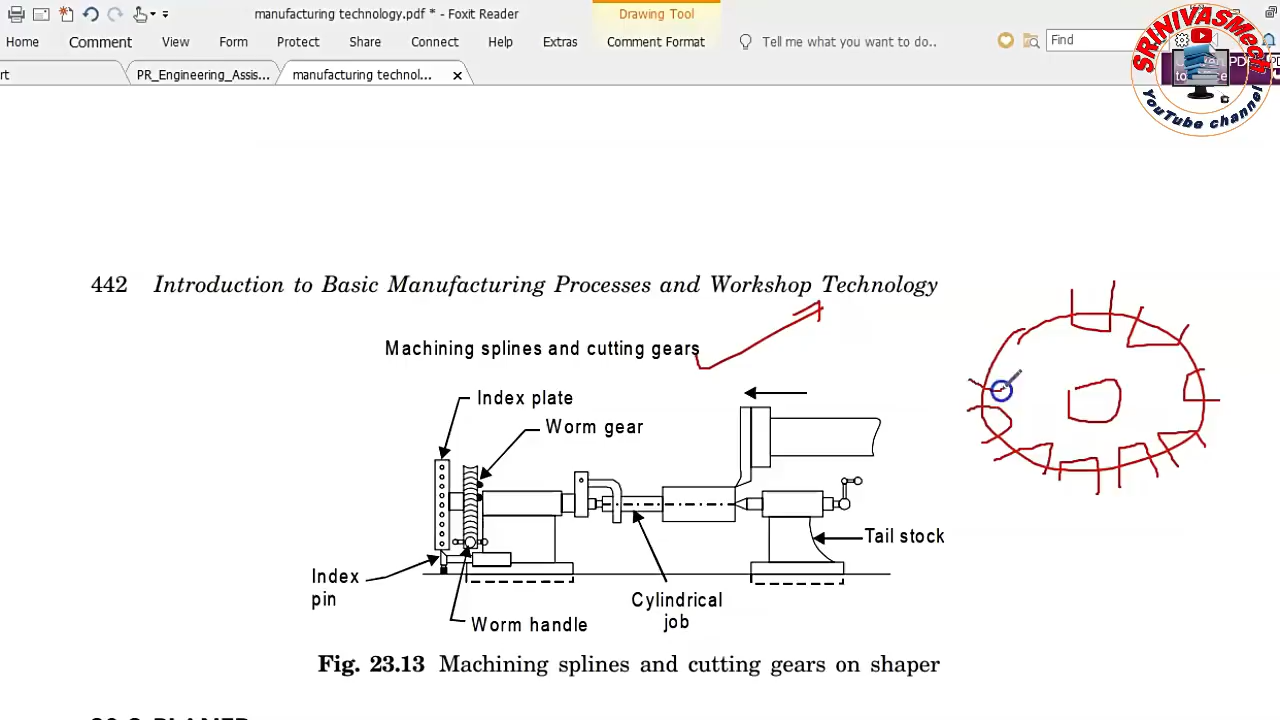 manufacturing technology.pdf * - Foxit Reader
Drawing Tool
Home Comment View Form Protect Share Connect Help Extras Comment Format Tell me what you want to do.. Find
rt PR_Engineering_Assis... manufacturing technol...
SRINIVASMech
YouTube channel
442 Introduction to Basic Manufacturing Processes and Workshop Technology
Machining splines and cutting gears
Index plate
Worm gear
Tail stock
Index
pin
Cylindrical
job
Worm handle
Fig. 23.13 Machining splines and cutting gears on shaper